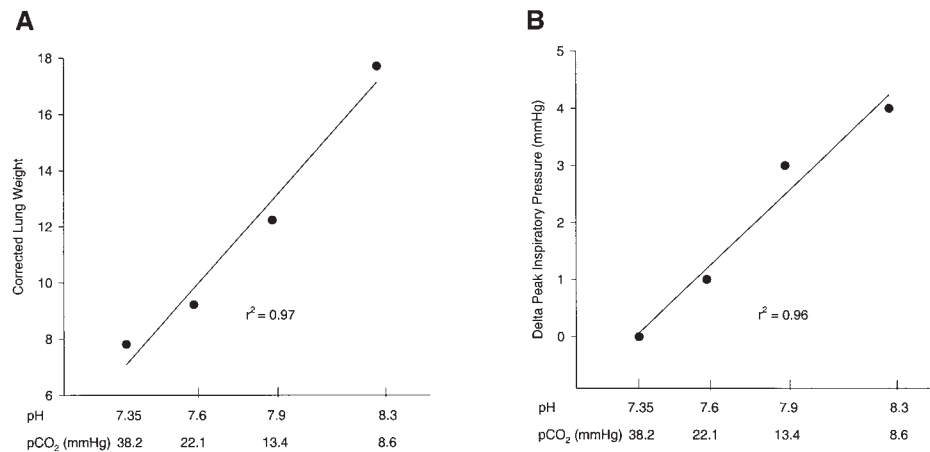 A
Corrected Lung Weight
18
16
14
12
10
8
6
r² = 0.97
pH 7.35 7.6 7.9 8.3
pCO₂ (mmHg) 38.2 22.1 13.4 8.6
B
Delta Peak Inspiratory Pressure (mmHg)
5
4
3
2
1
0
r² = 0.96
pH 7.35 7.6 7.9 8.3
pCO₂ (mmHg) 38.2 22.1 13.4 8.6